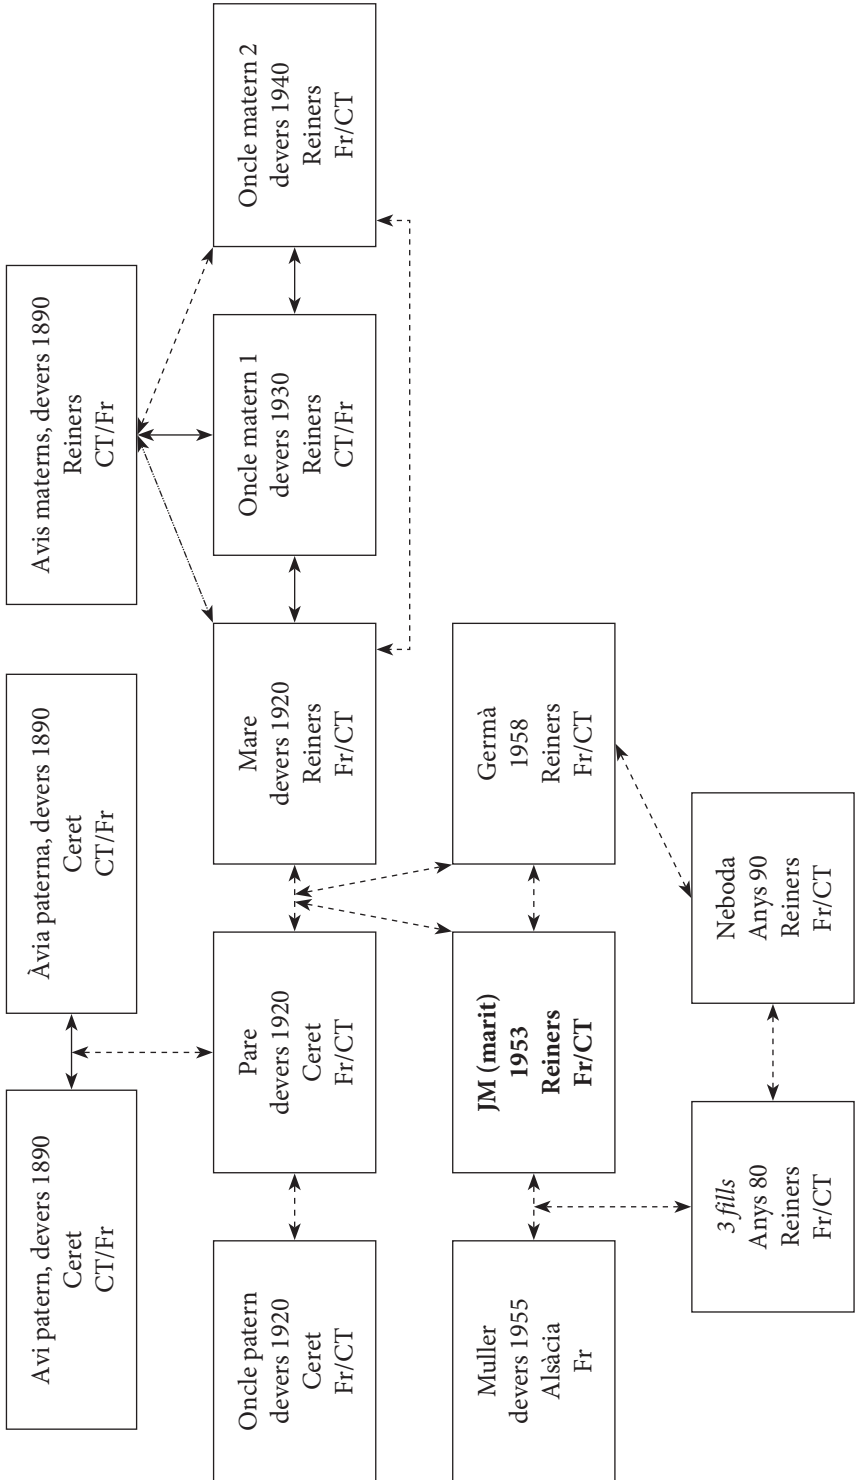 Avi patern, devers 1890
Ceret
CT/Fr
Àvia paterna, devers 1890
Ceret
CT/Fr
Avis materns, devers 1890
Reiners
CT/Fr
Oncle patern
devers 1920
Ceret
Fr/CT
Pare
devers 1920
Ceret
Fr/CT
Mare
devers 1920
Reiners
Fr/CT
Oncle matern 1
devers 1930
Reiners
CT/Fr
Oncle matern 2
devers 1940
Reiners
Fr/CT
Muller
devers 1955
Alsàcia
Fr
JM (marit)
1953
Reiners
Fr/CT
Germà
1958
Reiners
Fr/CT
3 fills
Anys 80
Reiners
Fr/CT
Neboda
Anys 90
Reiners
Fr/CT